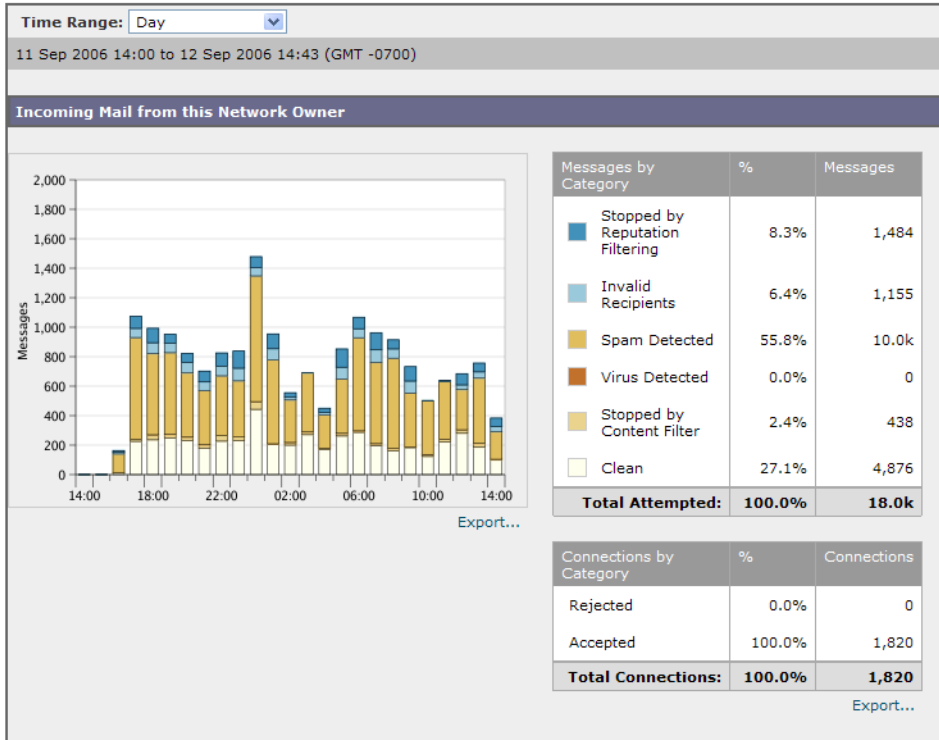 Time Range: Day
11 Sep 2006 14:00 to 12 Sep 2006 14:43 (GMT -0700)
Incoming Mail from this Network Owner
Messages
2,000
1,800
1,600
1,400
1,200
1,000
800
600
400
200
0
14:00 18:00 22:00 02:00 06:00 10:00 14:00
Export...
Messages by
Category
% Messages
Stopped by
Reputation
Filtering
8.3% 1,484
Invalid
Recipients
6.4% 1,155
Spam Detected 55.8% 10.0k
Virus Detected 0.0% 0
Stopped by
Content Filter
2.4% 438
Clean 27.1% 4,876
Total Attempted: 100.0% 18.0k
Connections by
Category
% Connections
Rejected 0.0% 0
Accepted 100.0% 1,820
Total Connections: 100.0% 1,820
Export...